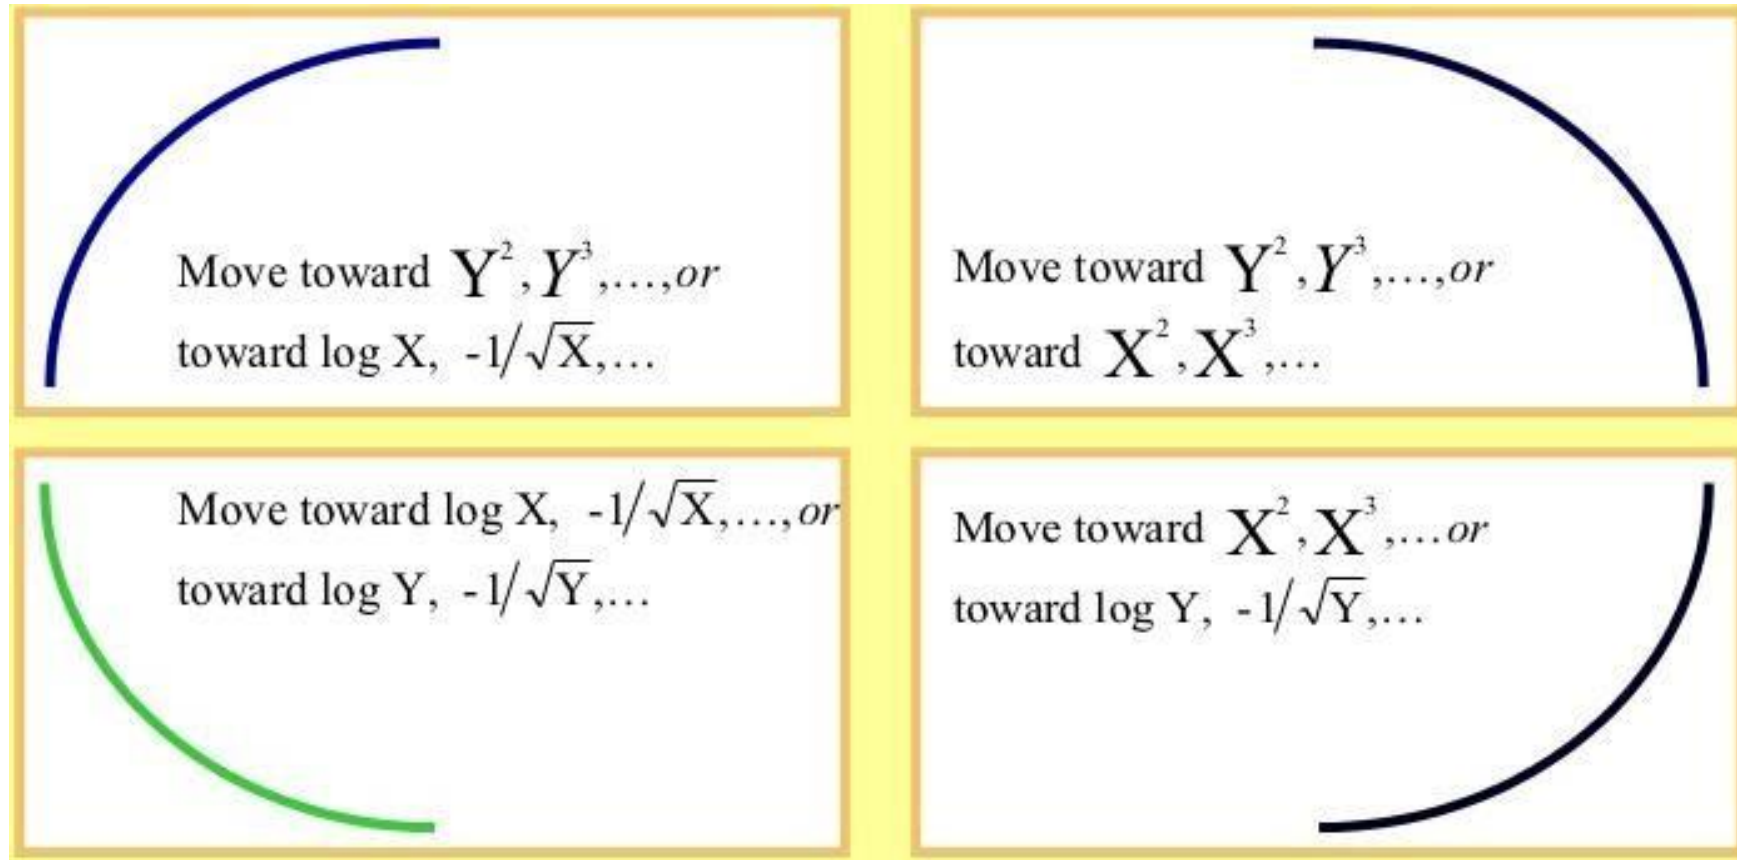 Move toward Y², Y³,...,or
toward log X, -1/√X,...
Move toward Y²,Y³,...,or
toward X²,X³,...
Move toward log X, -1/√X,...,or
toward log Y, -1/√Y,...
Move toward X²,X³,...or
toward log Y, -1/√Y,...